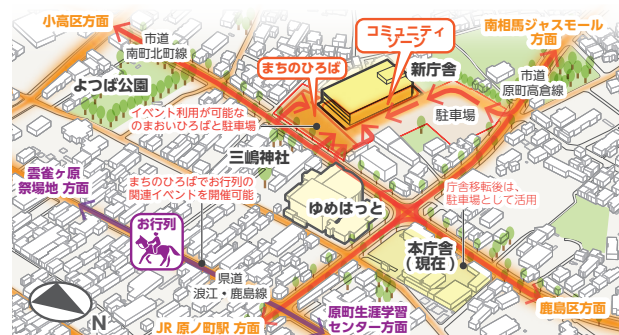 小高区方面
市道
南町北町線
よつば公園
コミュニティ
ゾーン
まちのひろば
新庁舎
南相馬ジャスモール
方面
市道
原町高倉線
駐車場
イベント利用が可能な
のまおいひろばと駐車場
三嶋神社
雲雀ヶ原
祭場地 方面
まちのひろばでお行列の
関連イベントを開催可能
お行列
ゆめはっと
庁舎移転後は、
駐車場として活用
本庁舎
(現在)
県道
浪江・鹿島線
N
JR 原ノ町駅 方面
原町生涯学習
センター方面
鹿島区方面